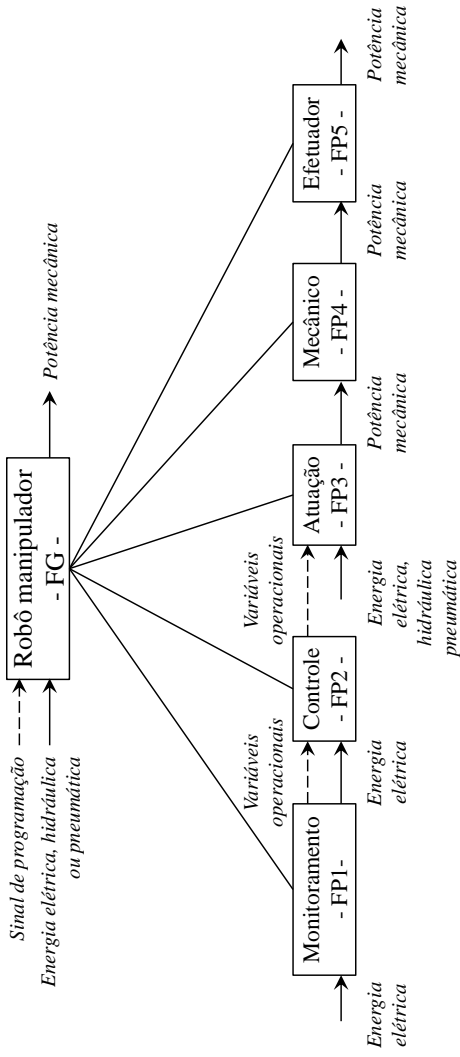 Sinal de programação
Energia elétrica, hidráulica
ou pneumática
Robô manipulador
- FG -
Potência mecânica
Energia
elétrica
Monitoramento
- FP1-
Variáveis
operacionais
Energia
elétrica
Controle
- FP2 -
Variáveis
operacionais
Energia
elétrica,
hidráulica
pneumática
Atuação
- FP3 -
Potência
mecânica
Mecânico
- FP4 -
Potência
mecânica
Efetuador
- FP5 -
Potência
mecânica